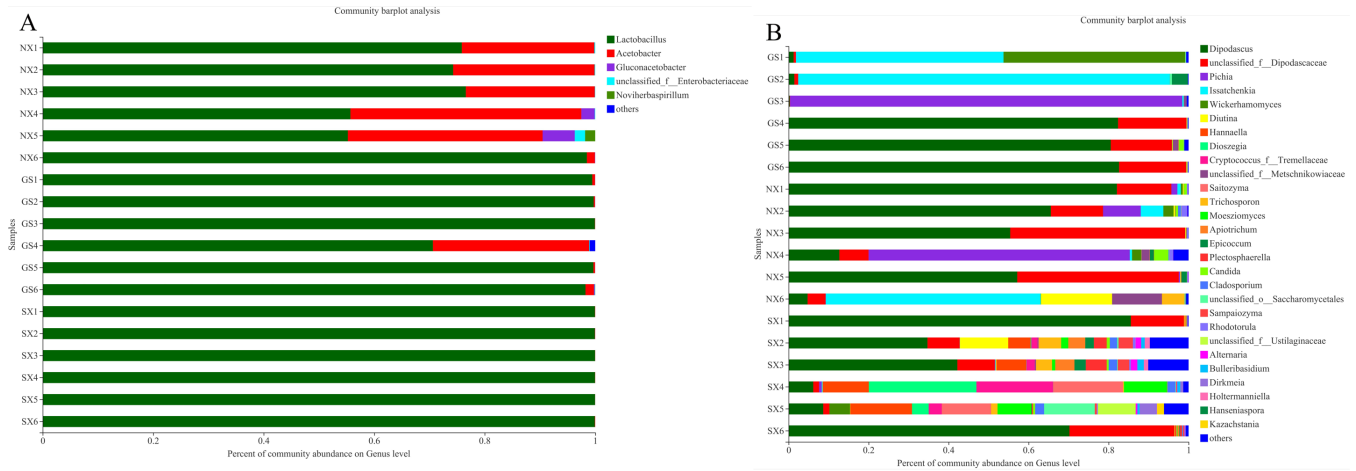 A
Community barplot analysis
NX1
NX2
NX3
NX4
NX5
NX6
GS1
GS2
GS3
GS4
GS5
GS6
SX1
SX2
SX3
SX4
SX5
SX6
Samples
0
0.2
0.4
0.6
0.8
1
Percent of community abundance on Genus level
Lactobacillus
Acetobacter
Gluconacetobacter
unclassified_f__Enterobacteriaceae
Noviherbaspirillum
others
B
Community barplot analysis
GS1
GS2
GS3
GS4
GS5
GS6
NX1
NX2
NX3
NX4
NX5
NX6
SX1
SX2
SX3
SX4
SX5
SX6
Samples
0
0.2
0.4
0.6
0.8
1
Percent of community abundance on Genus level
Dipodascus
unclassified_f__Dipodascaceae
Pichia
Issatchenkia
Wickerhamomyces
Diutina
Hannaella
Dioszegia
Cryptococcus_f__Tremellaceae
unclassified_f__Metschnikowiaceae
Saitozyma
Trichosporon
Moesziomyces
Apiotrichum
Epicoccum
Plectosphaerella
Candida
Cladosporium
unclassified_o__Saccharomycetales
Sampaiozyma
Rhodotorula
unclassified_f__Ustilaginaceae
Alternaria
Bulleribasidium
Dirkmeia
Holtermanniella
Hanseniaspora
Kazachstania
others